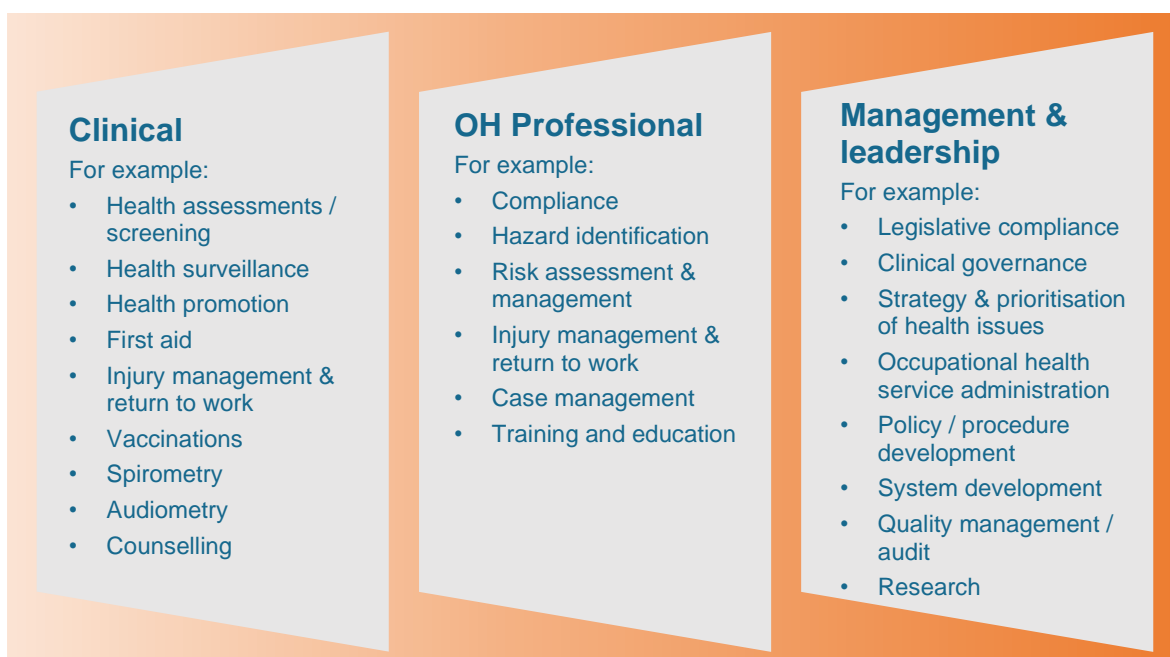 Clinical
For example:
• Health assessments /
screening
• Health surveillance
• Health promotion
• First aid
• Injury management &
return to work
• Vaccinations
• Spirometry
• Audiometry
• Counselling
OH Professional
For example:
• Compliance
• Hazard identification
• Risk assessment &
management
• Injury management &
return to work
• Case management
• Training and education
Management &
leadership
For example:
• Legislative compliance
• Clinical governance
• Strategy & prioritisation
of health issues
• Occupational health
service administration
• Policy / procedure
development
• System development
• Quality management /
audit
• Research